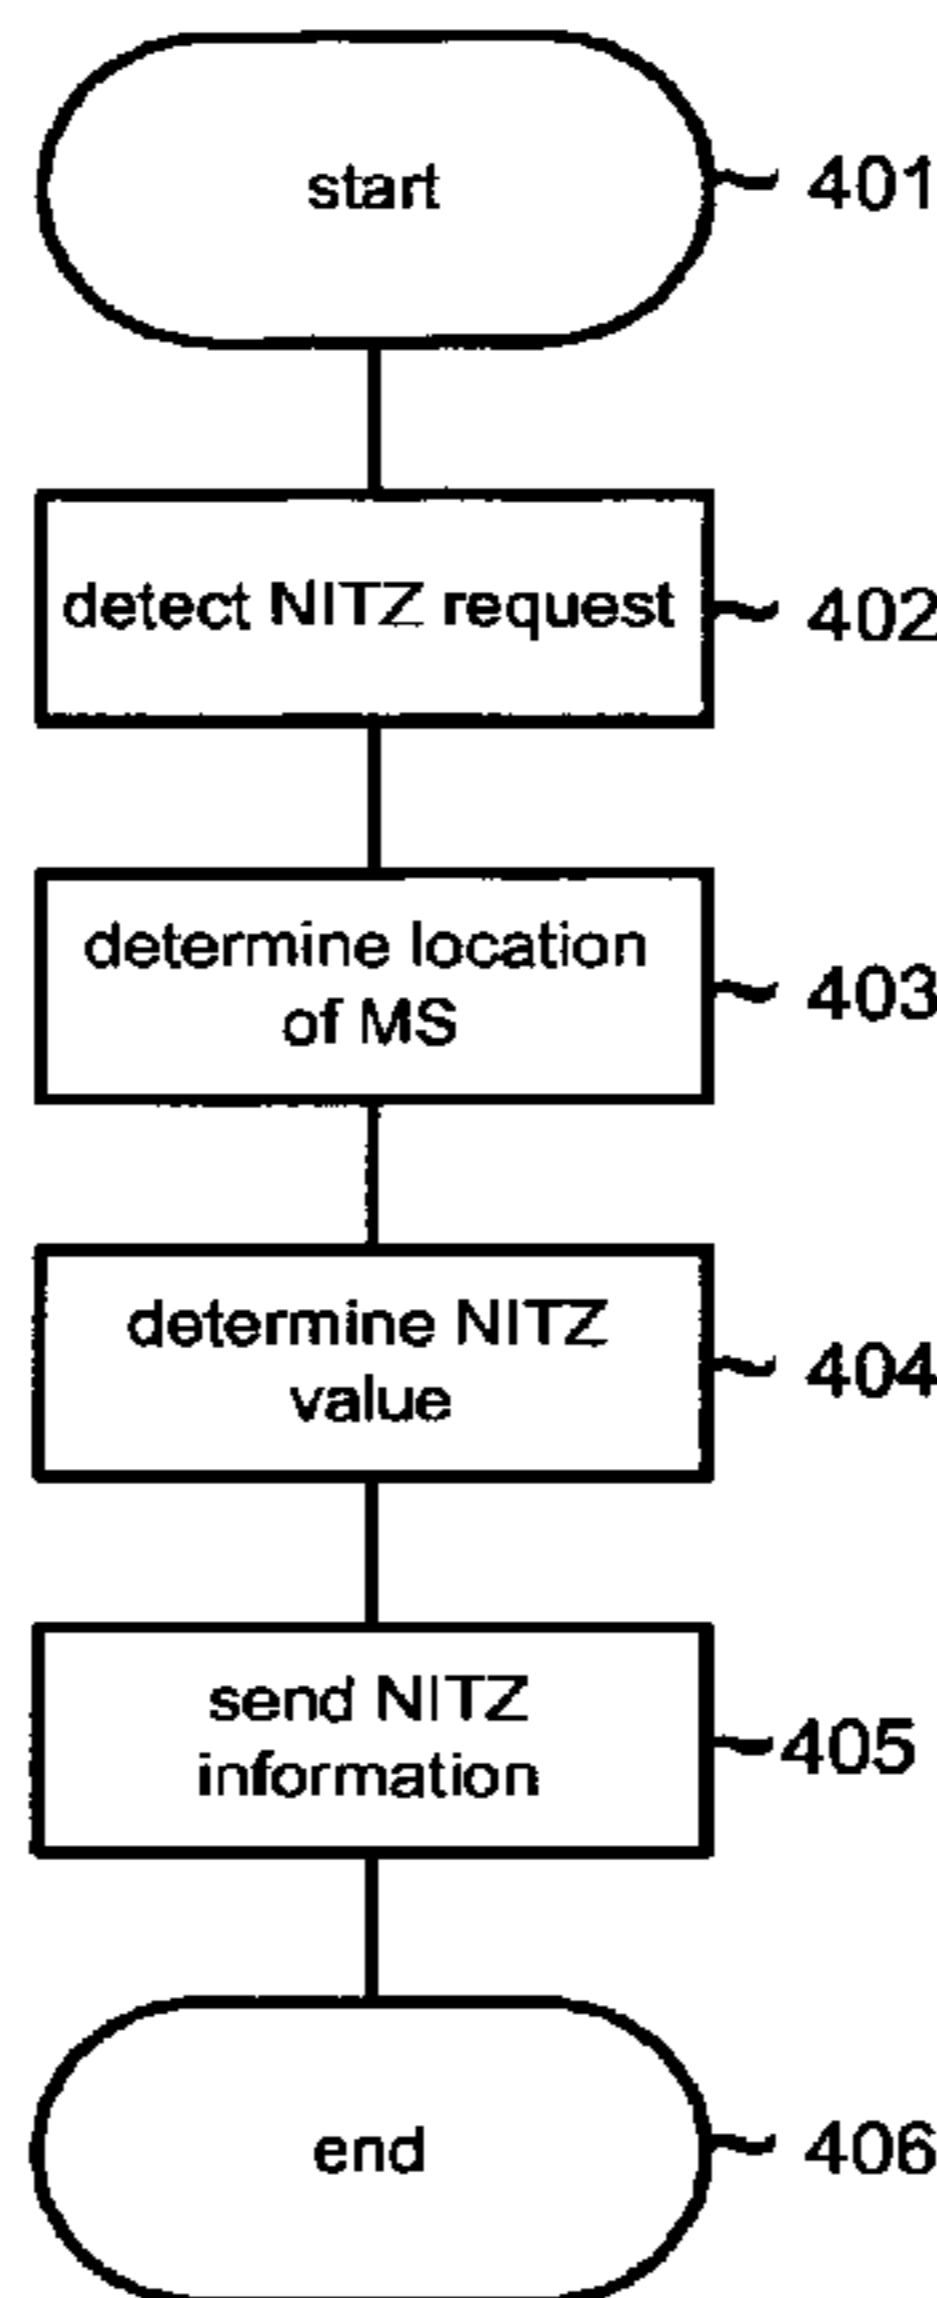 start
401
detect NITZ request
402
determine location
of MS
403
determine NITZ
value
404
send NITZ
information
405
end
406